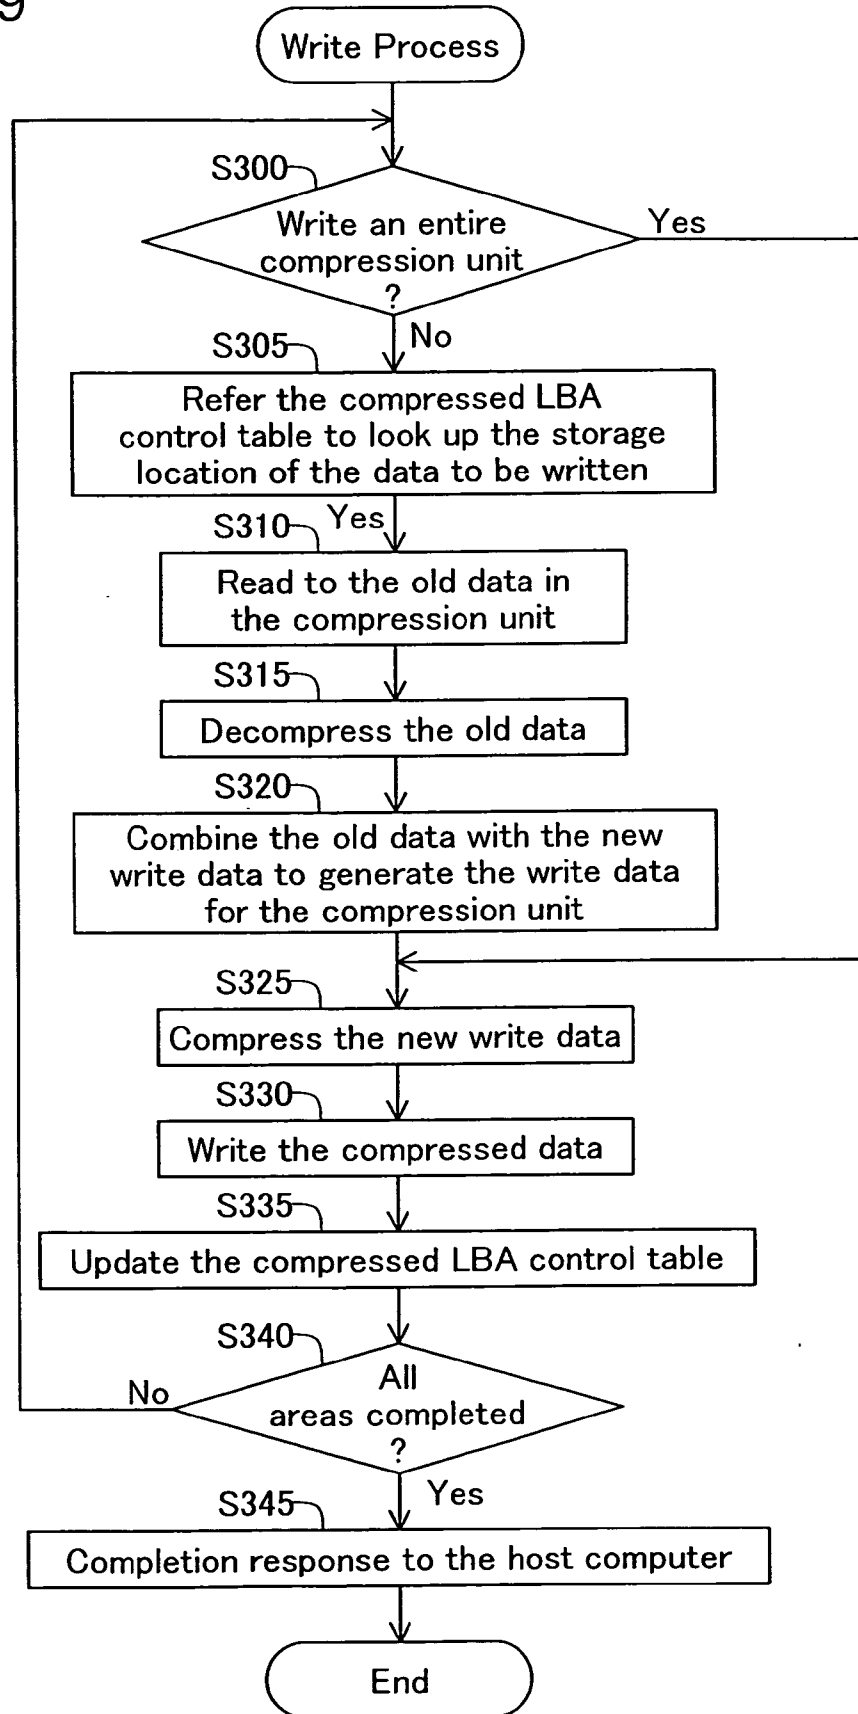 9
Write Process
S300
Write an entire
compression unit
?
Yes
No
S305
Refer the compressed LBA
control table to look up the storage
location of the data to be written
Yes
S310
Read to the old data in
the compression unit
S315
Decompress the old data
S320
Combine the old data with the new
write data to generate the write data
for the compression unit
S325
Compress the new write data
S330
Write the compressed data
S335
Update the compressed LBA control table
S340
All
areas completed
?
No
Yes
S345
Completion response to the host computer
End